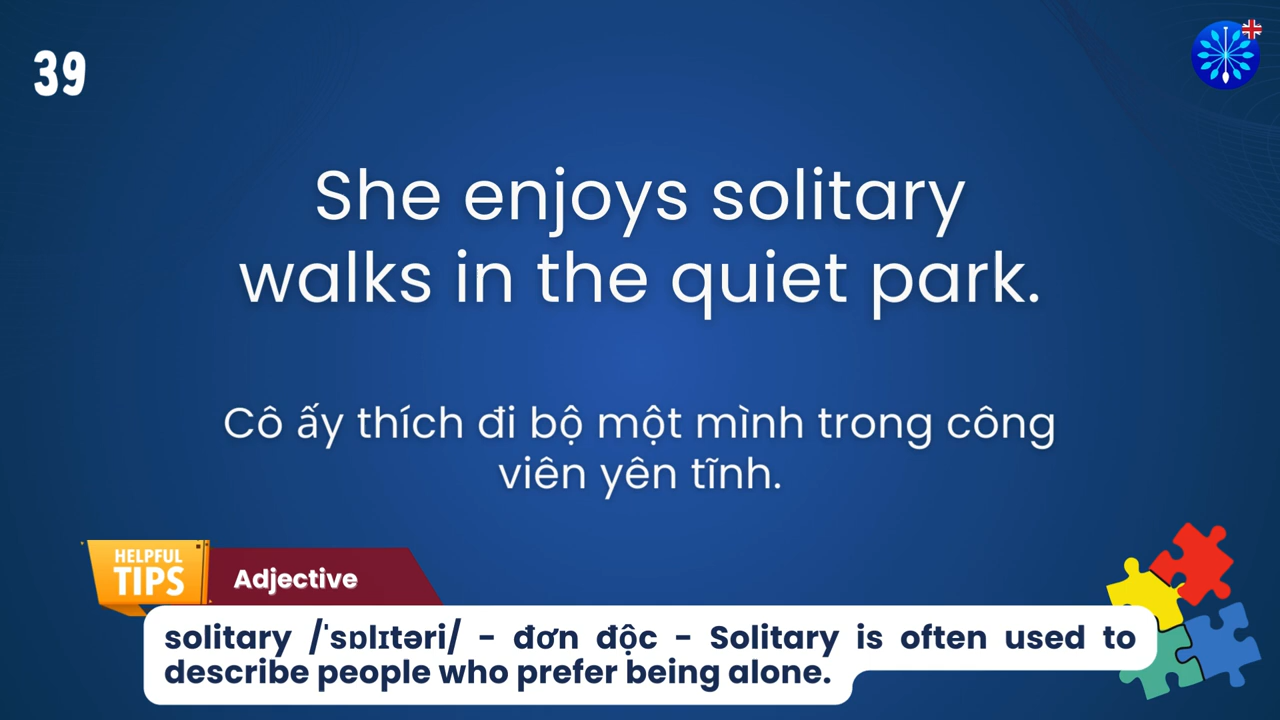 39
She enjoys solitary
walks in the quiet park.
Cô ấy thích đi bộ một mình trong công
viên yên tĩnh.
HELPFUL
TIPS
Adjective
solitary /ˈsɒlɪtəri/ - đơn độc - Solitary is often used to
describe people who prefer being alone.